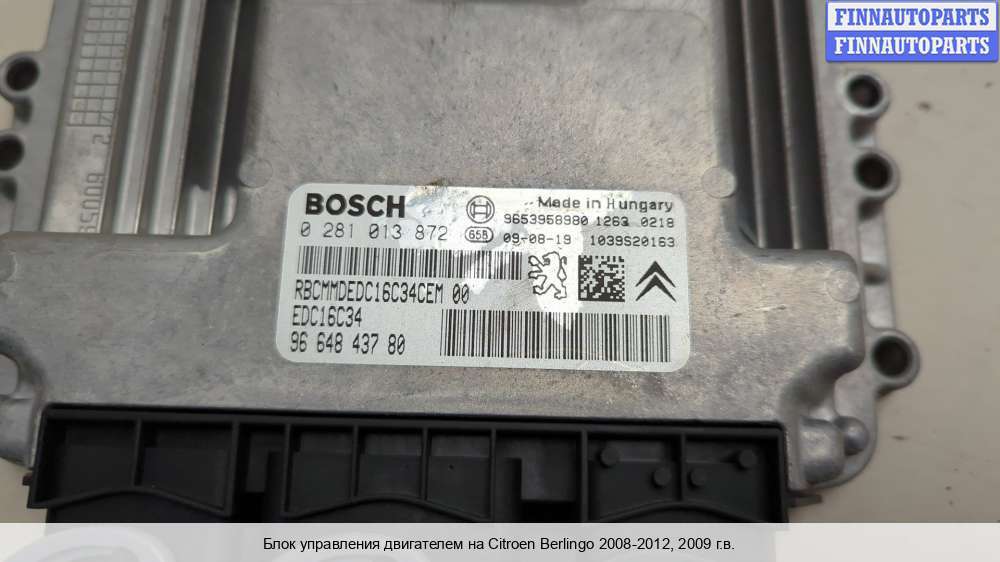 FINNAUTOPARTS
FINNAUTOPARTS
BOSCH
Made in Hungary
9653958980 1263 0218
0 281 013 872
65B
09-08-19 1039S20163
RBCMMDEDC16C34CEM 00
EDC16C34
96 648 437 80
Блок управления двигателем на Citroen Berlingo 2008-2012, 2009 г.в.